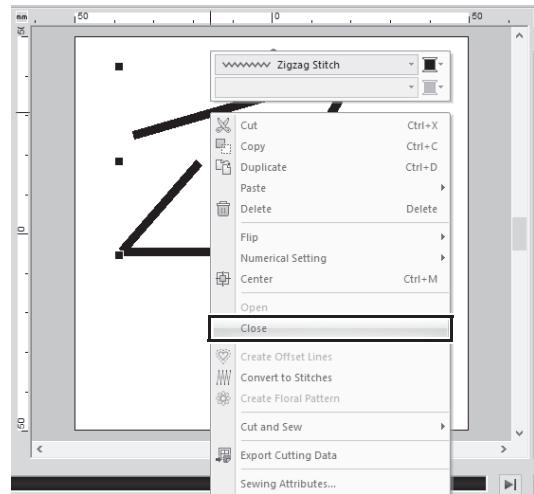 mm 50 0 50
50
Zigzag Stitch
Cut Ctrl+X
Copy Ctrl+C
Duplicate Ctrl+D
Paste
Delete Delete
Flip
0
Numerical Setting
Center Ctrl+M
Open
Close
Create Offset Lines
Convert to Stitches
Create Floral Pattern
50
Cut and Sew
Export Cutting Data
Sewing Attributes...